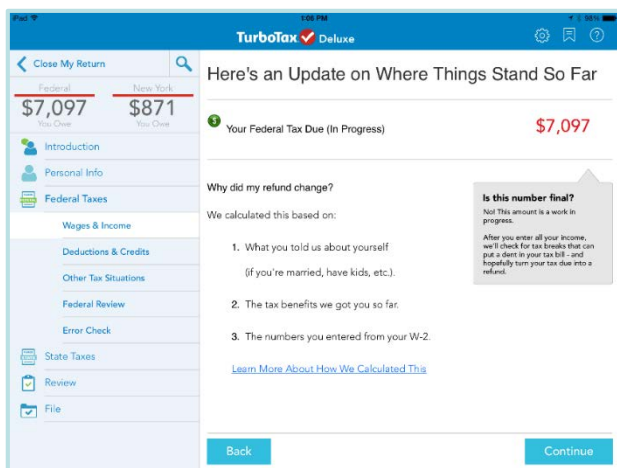 iPad
1:05 PM
98%
TurboTax Deluxe
Close My Return
Federal
New York
$7,097
$871
You Owe
You Owe
Introduction
Personal Info
Federal Taxes
Wages & Income
Deductions & Credits
Other Tax Situations
Federal Review
Error Check
State Taxes
Review
File
Here's an Update on Where Things Stand So Far
$ Your Federal Tax Due (In Progress)
$7,097
Why did my refund change?
We calculated this based on:
1. What you told us about yourself
(if you're married, have kids, etc.).
2. The tax benefits we got you so far.
3. The numbers you entered from your W-2.
Learn More About How We Calculated This
Is this number final?
No! This amount is a work in
progress.
After you enter all your income,
we'll check for tax breaks that can
put a dent in your tax bill - and
hopefully turn your tax due into a
refund.
Back
Continue